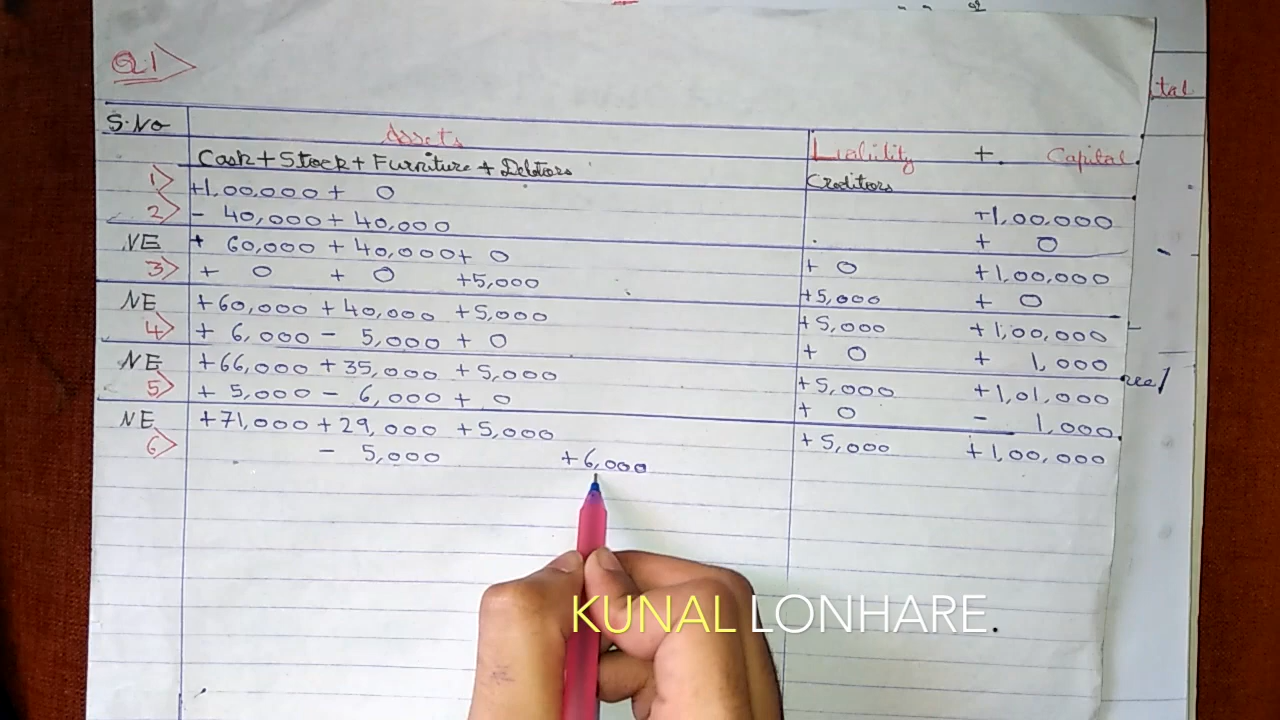 Q.1
tal
S.No Assets Liability + Capital
Cash + Stock + Furniture + Debtors Creditors
1 +1,00,000 + 0 +1,00,000
2 - 40,000 + 40,000 + 0
NE + 60,000 + 40,000 + 0 + 0 +1,00,000
3 + 0 + 0 +5,000 +5,000 + 0
NE +60,000 + 40,000 +5,000 +5,000 +1,00,000
4 + 6,000 - 5,000 + 0 + 0 + 1,000
NE +66,000 + 35,000 + 5,000 +5,000 +1,01,000
5 + 5,000 - 6,000 + 0 + 0 - 1,000
NE +71,000 + 29,000 +5,000 +5,000 +1,00,000
6 - 5,000 +6,000
KUNAL LONHARE.